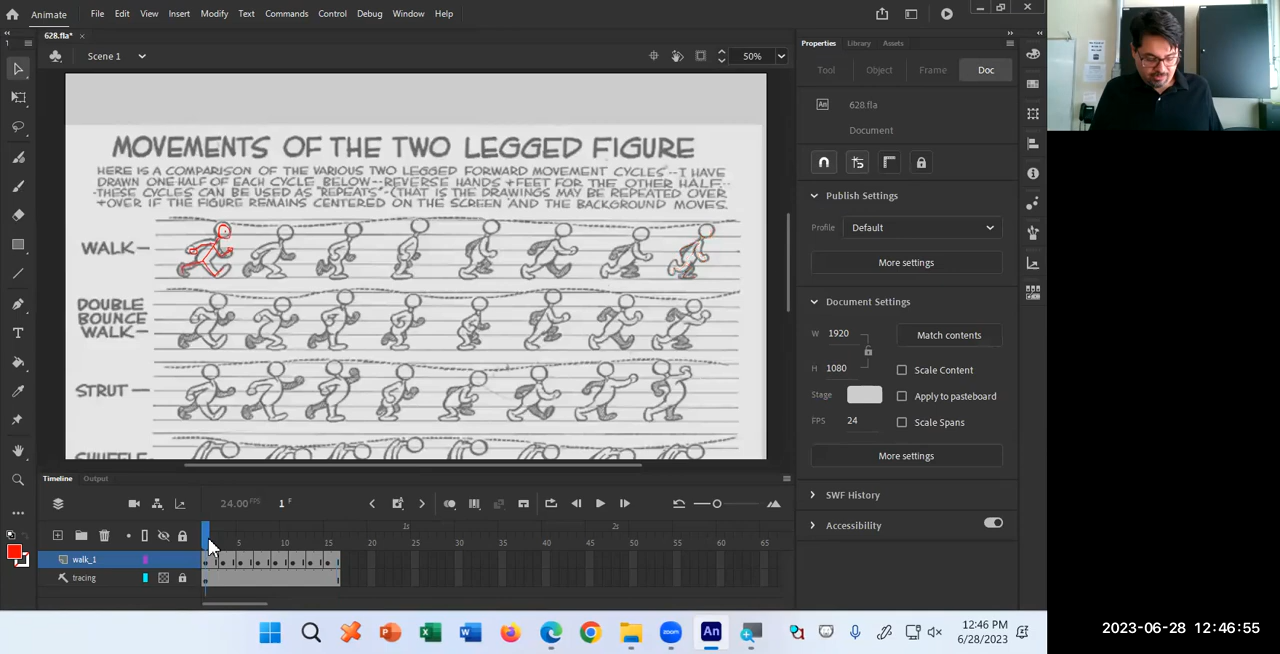 Animate File Edit View Insert Modify Text Commands Control Debug Window Help
628.fla* ×
Scene 1 50%
Properties Library Assets
Tool Object Frame Doc
An 628.fla
Document
Publish Settings
Profile Default
More settings
Document Settings
W 1920 Match contents
H 1080 Scale Content
Stage Apply to pasteboard
FPS 24 Scale Spans
More settings
SWF History
Accessibility
MOVEMENTS OF THE TWO LEGGED FIGURE
HERE IS A COMPARISON OF THE VARIOUS TWO LEGGED FORWARD MOVEMENT CYCLES--I HAVE
DRAWN ONE-HALF OF EACH CYCLE BELOW--REVERSE HANDS + FEET FOR THE OTHER HALF--
-THESE CYCLES CAN BE USED AS "REPEATS"-(THAT IS THE DRAWINGS MAY BE REPEATED OVER
+ OVER IF THE FIGURE REMAINS CENTERED ON THE SCREEN AND THE BACKGROUND MOVES.
WALK-
DOUBLE
BOUNCE
WALK-
STRUT-
SHUFFLE-
Timeline Output
24.00 FPS 1 F
1s 2s
5 10 15 20 25 30 35 40 45 50 55 60 65
walk_1
tracing
12:46 PM
6/28/2023
2023-06-28 12:46:55